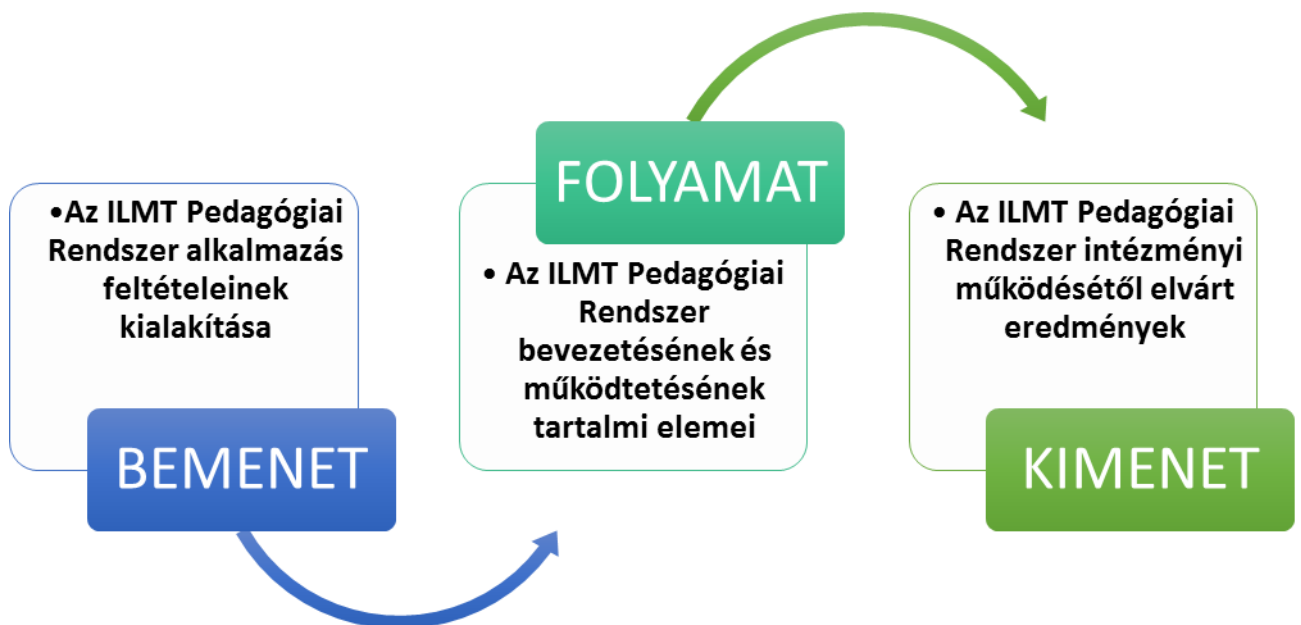 •Az ILMT Pedagógiai
Rendszer alkalmazás
feltételeinek
kialakítása
BEMENET
FOLYAMAT
• Az ILMT Pedagógiai
Rendszer
bevezetésének és
működtetésének
tartalmi elemei
• Az ILMT Pedagógiai
Rendszer intézményi
működésétől elvárt
eredmények
KIMENET